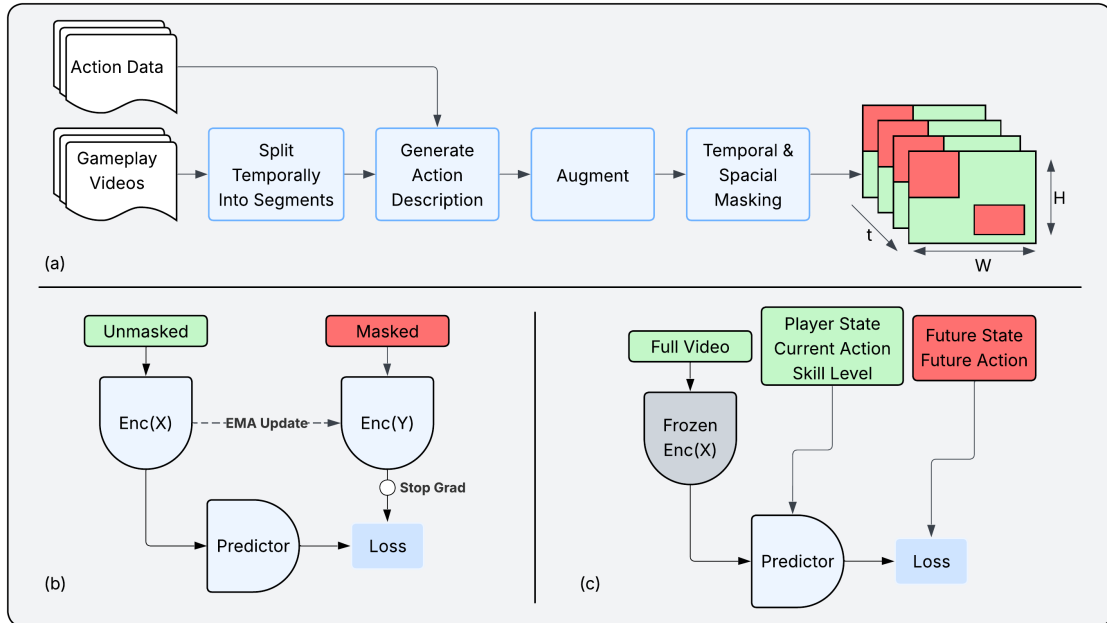 Action Data
Gameplay
Videos
Split
Temporally
Into Segments
Generate
Action
Description
Augment
Temporal &
Spacial
Masking
H
t
W
(a)
Unmasked
Masked
Enc(X)
EMA Update
Enc(Y)
Stop Grad
Predictor
Loss
(b)
Full Video
Player State
Current Action
Skill Level
Future State
Future Action
Frozen
Enc(X)
Predictor
Loss
(c)